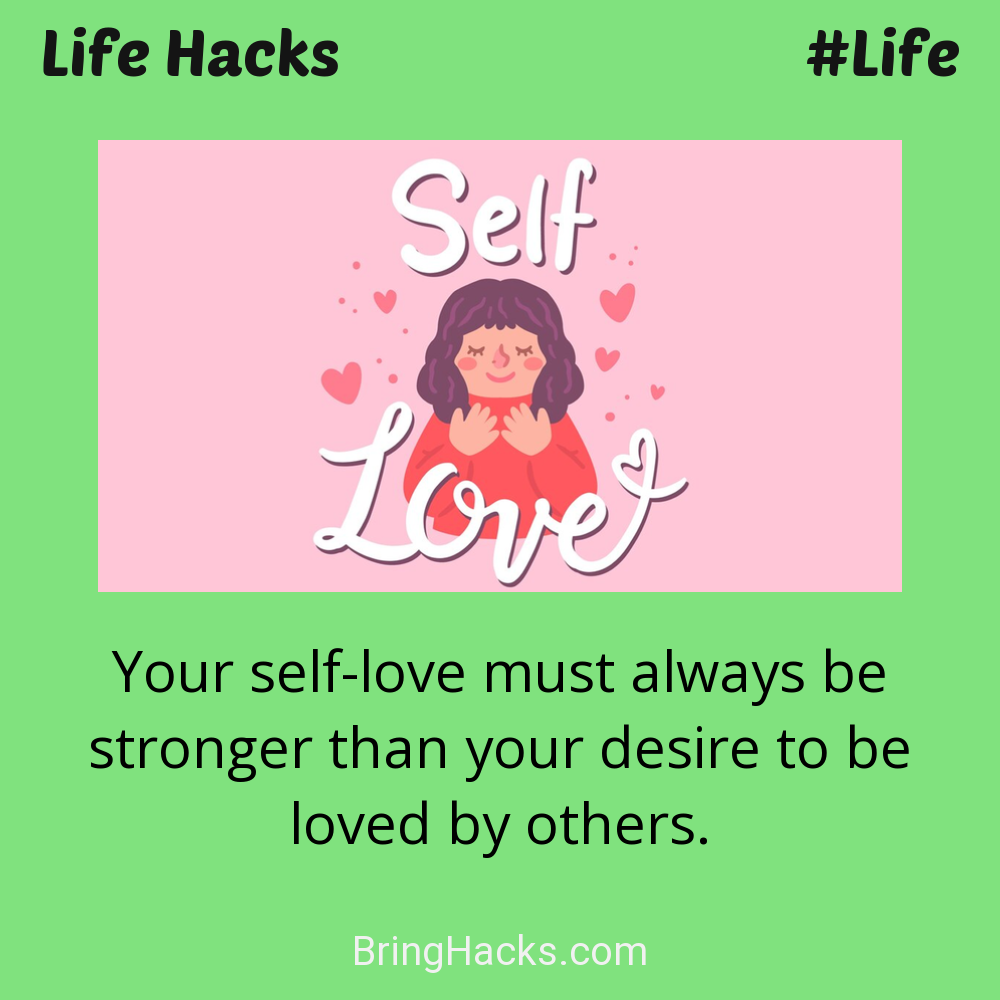 Life Hacks
#Life
Self
Love
Your self-love must always be
stronger than your desire to be
loved by others.
BringHacks.com